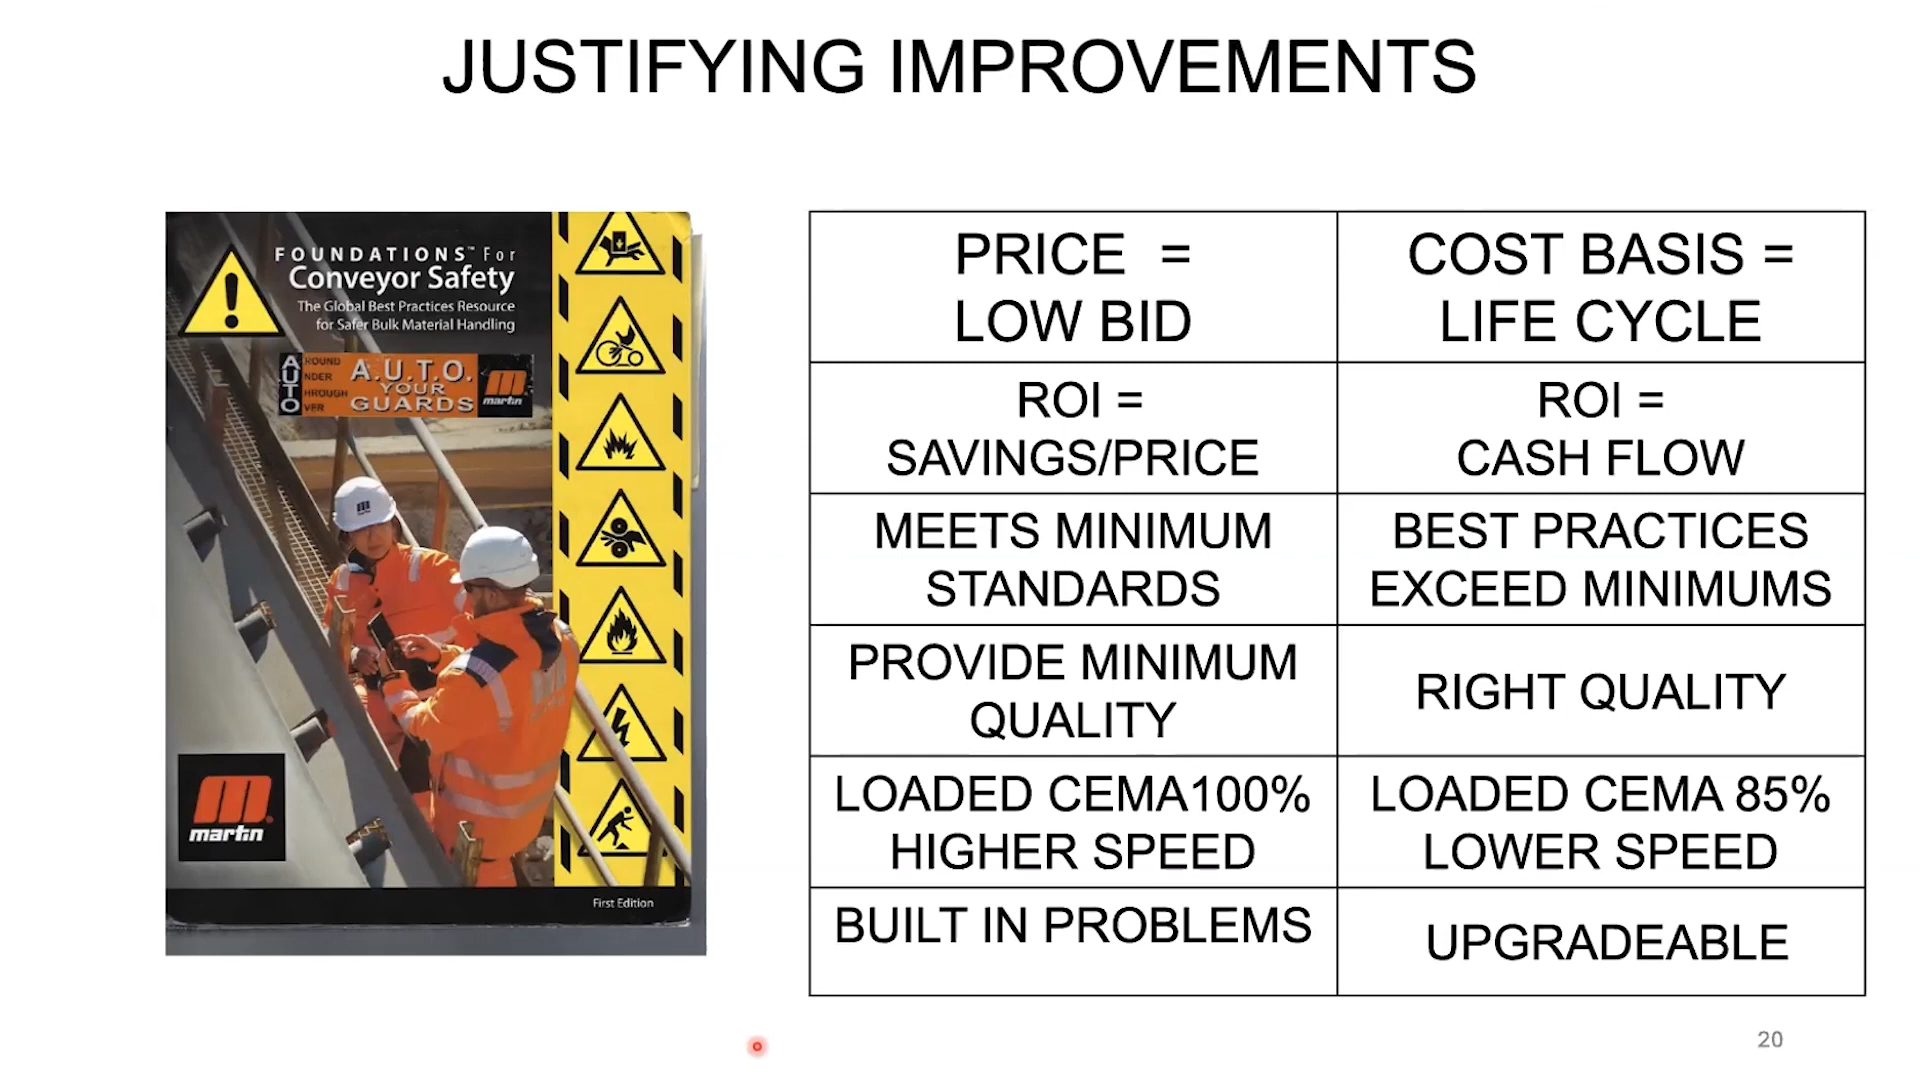 JUSTIFYING IMPROVEMENTS
FOUNDATIONS™ For
Conveyor Safety
The Global Best Practices Resource
for Safer Bulk Material Handling
AROUND
UNDER
THROUGH
OVER
A.U.T.O.
YOUR
GUARDS
martin
martin
First Edition
PRICE =
LOW BID
COST BASIS =
LIFE CYCLE
ROI =
SAVINGS/PRICE
ROI =
CASH FLOW
MEETS MINIMUM
STANDARDS
BEST PRACTICES
EXCEED MINIMUMS
PROVIDE MINIMUM
QUALITY
RIGHT QUALITY
LOADED CEMA100%
HIGHER SPEED
LOADED CEMA 85%
LOWER SPEED
BUILT IN PROBLEMS
UPGRADEABLE
20